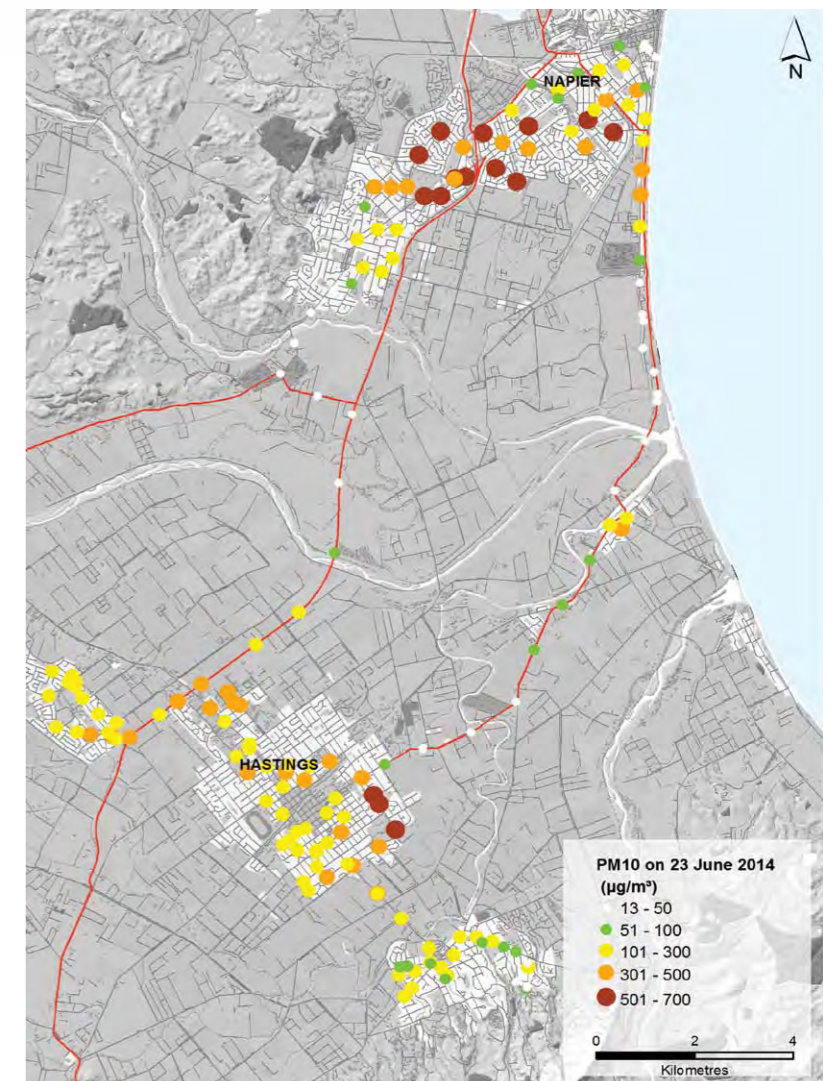 N
NAPIER
HASTINGS
PM10 on 23 June 2014
(µg/m³)
13 - 50
51 - 100
101 - 300
301 - 500
501 - 700
0 2 4
Kilometres